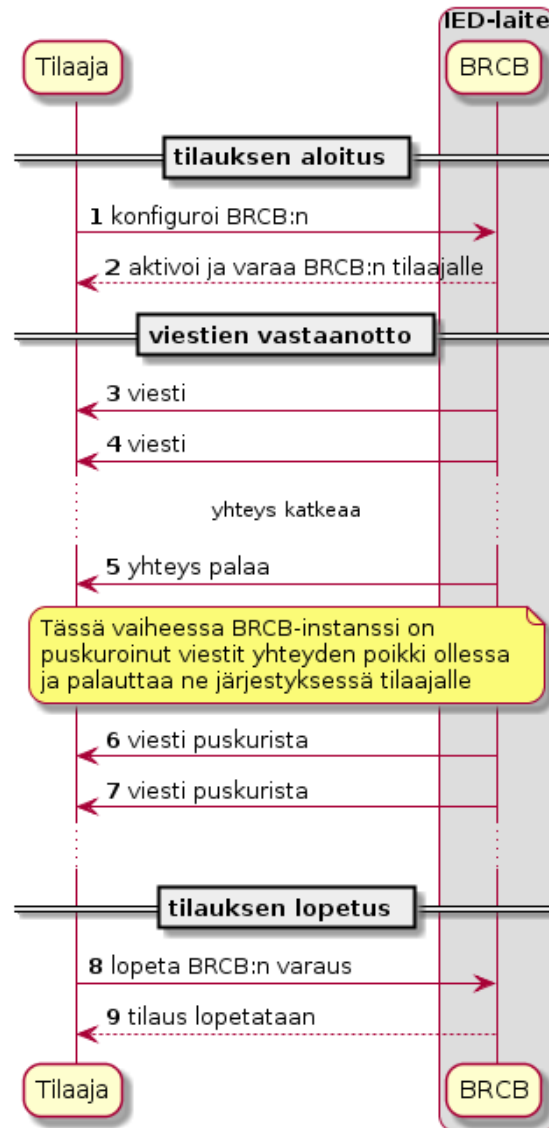 IED-laite
Tilaaja
BRCB
tilauksen aloitus
1 konfiguroi BRCB:n
2 aktivoi ja varaa BRCB:n tilaajalle
viestien vastaanotto
3 viesti
4 viesti
yhteys katkeaa
5 yhteys palaa
Tässä vaiheessa BRCB-instanssi on
puskuroinut viestit yhteyden poikki ollessa
ja palauttaa ne järjestyksessä tilaajalle
6 viesti puskurista
7 viesti puskurista
tilauksen lopetus
8 lopeta BRCB:n varaus
9 tilaus lopetataan
Tilaaja
BRCB